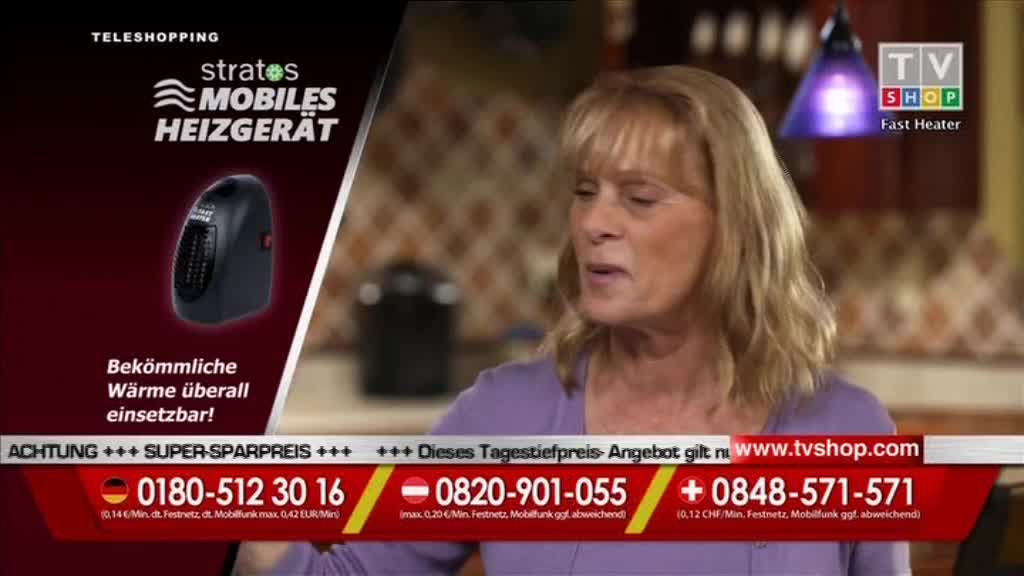 TELESHOPPING
stratos
MOBILES
HEIZGERÄT
TV
SHOP
Fast Heater
FAST
HEATER
Bekömmliche
Wärme überall
einsetzbar!
ACHTUNG +++ SUPER-SPARPREIS +++ +++ Dieses Tagestiefpreis- Angebot gilt nu
www.tvshop.com
0180-512 30 16
(0,14 €/Min. dt. Festnetz, dt. Mobilfunk max. 0,42 EUR/Min)
0820-901-055
(max. 0,20 €/Min. Festnetz, Mobilfunk ggf. abweichend)
0848-571-571
(0,12 CHF/Min. Festnetz, Mobilfunk ggf. abweichend)